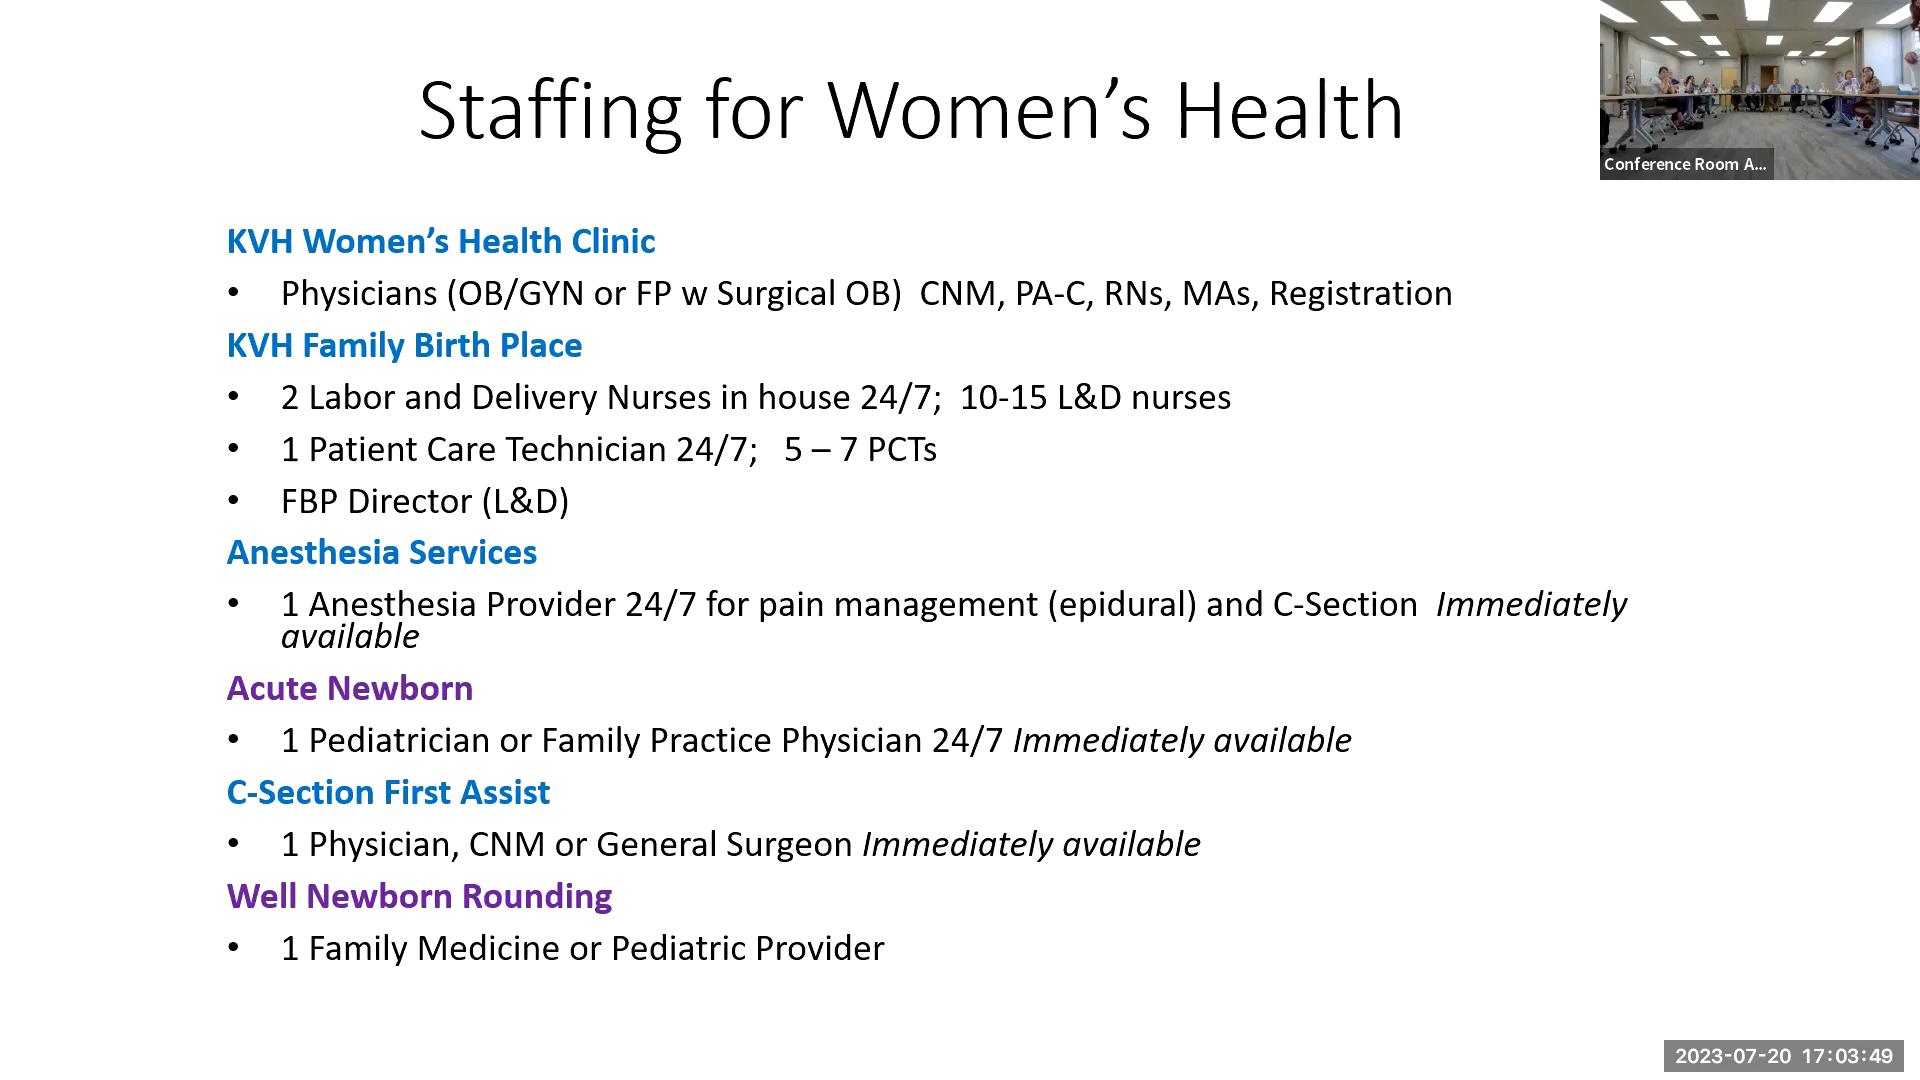 Staffing for Women’s Health
Conference Room A...
KVH Women’s Health Clinic
• Physicians (OB/GYN or FP w Surgical OB)  CNM, PA-C, RNs, MAs, Registration
KVH Family Birth Place
• 2 Labor and Delivery Nurses in house 24/7;  10-15 L&D nurses
• 1 Patient Care Technician 24/7;   5 – 7 PCTs
• FBP Director (L&D)
Anesthesia Services
• 1 Anesthesia Provider 24/7 for pain management (epidural) and C-Section  Immediately
available
Acute Newborn
• 1 Pediatrician or Family Practice Physician 24/7 Immediately available
C-Section First Assist
• 1 Physician, CNM or General Surgeon Immediately available
Well Newborn Rounding
• 1 Family Medicine or Pediatric Provider
2023-07-20 17:03:49